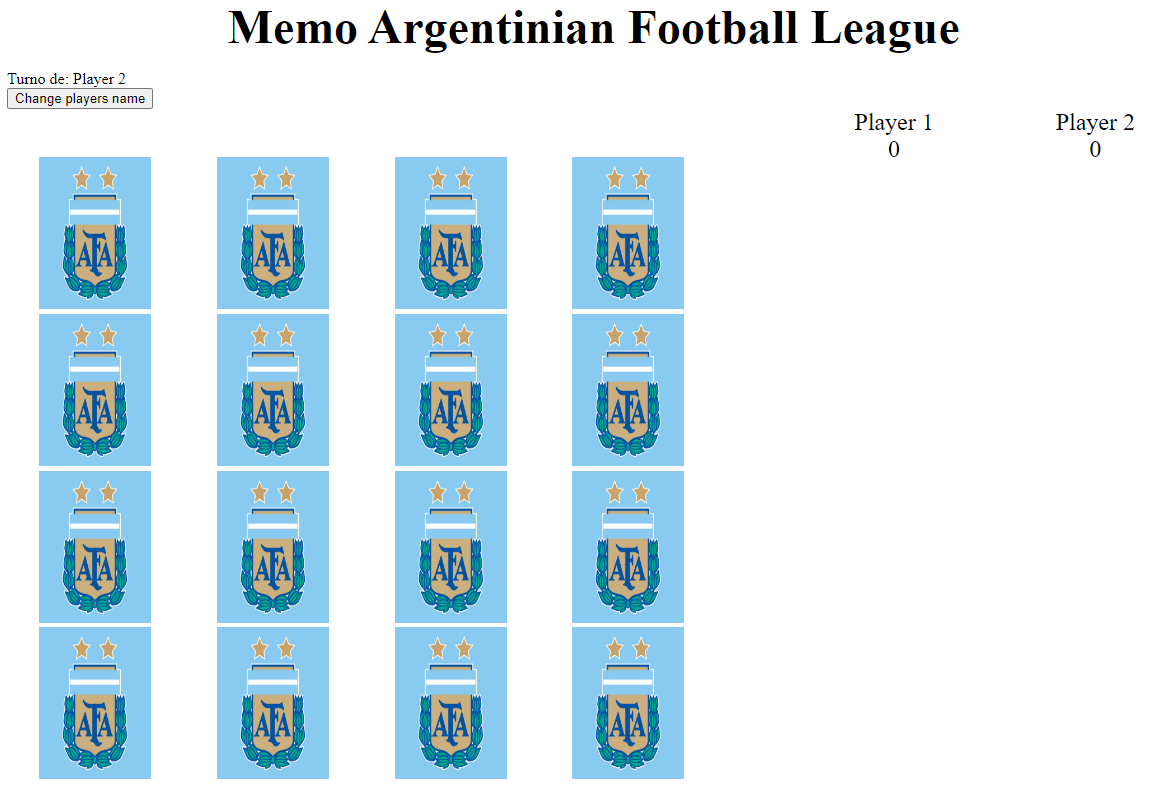 Memo Argentinian Football League
Turno de: Player 2
Change players name
Player 1 Player 2
0 0
AFA AFA AFA AFA
AFA AFA AFA AFA
AFA AFA AFA AFA
AFA AFA AFA AFA